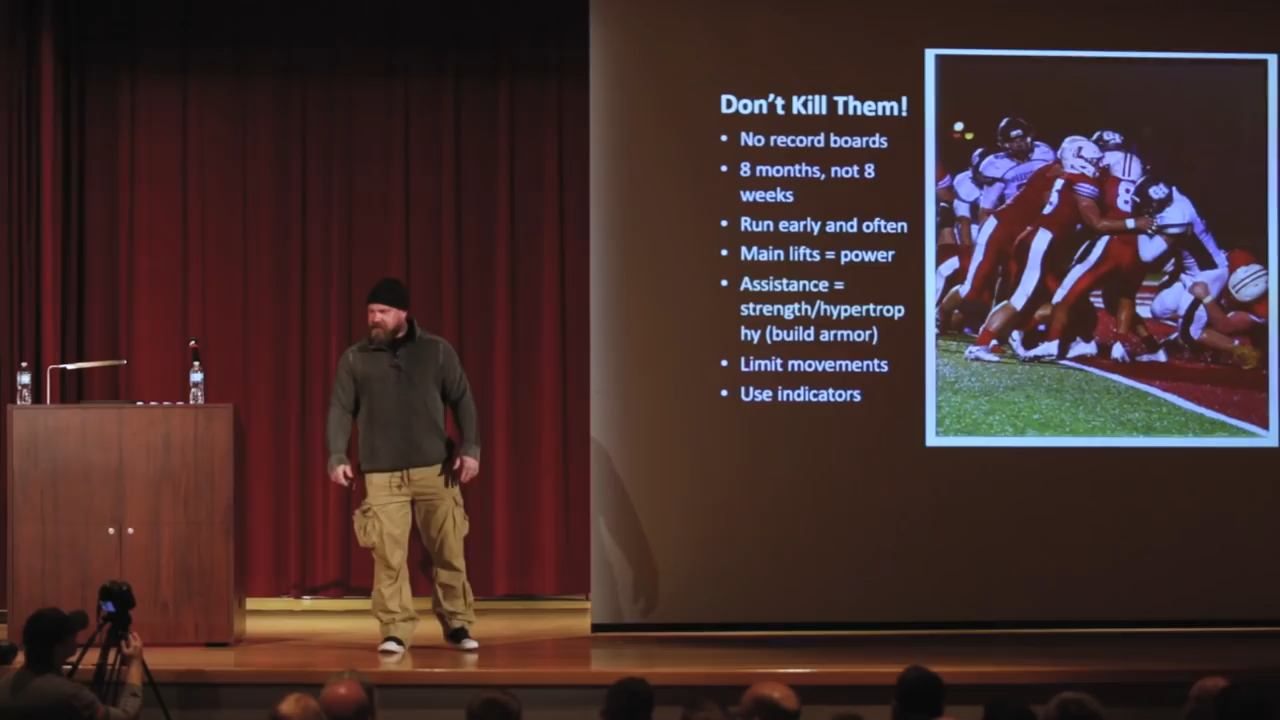 Don't Kill Them!
• No record boards
• 8 months, not 8
weeks
• Run early and often
• Main lifts = power
• Assistance =
strength/hypertrop
hy (build armor)
• Limit movements
• Use indicators